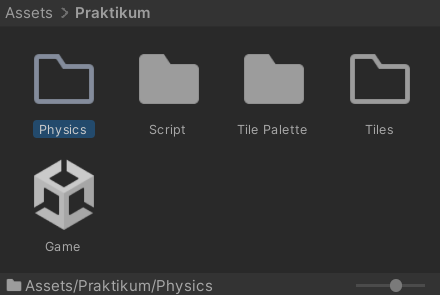 Assets > Praktikum
Physics Script Tile Palette Tiles
Game
Assets/Praktikum/Physics